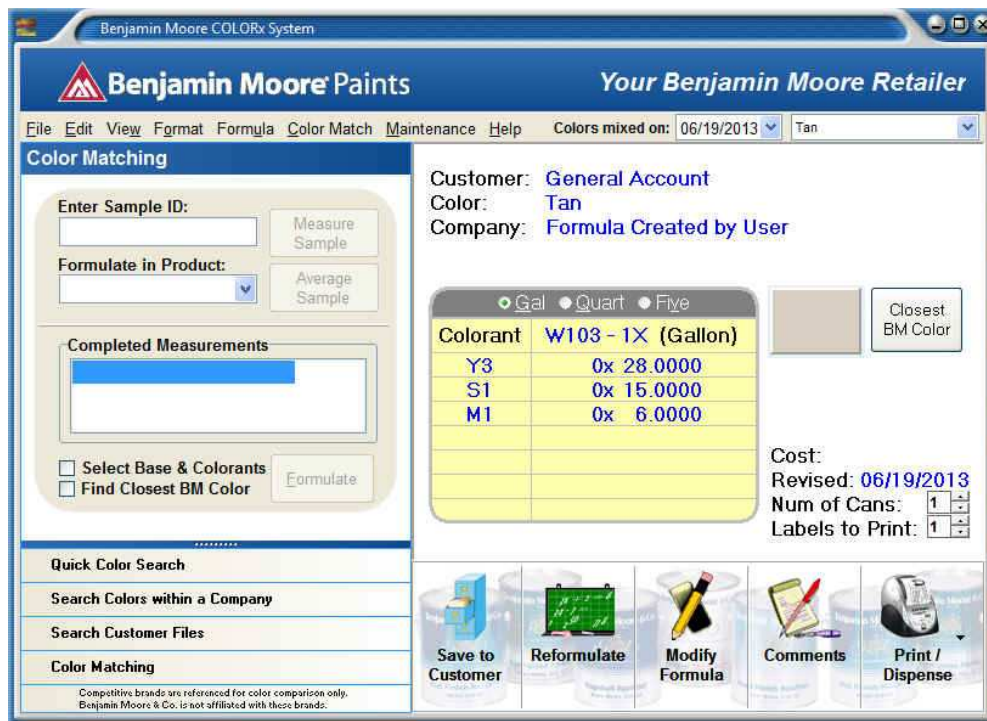 Benjamin Moore COLORx System
Benjamin Moore® Paints
Your Benjamin Moore Retailer
File Edit View Format Formula Color Match Maintenance Help Colors mixed on: 06/19/2013 Tan
Color Matching
Enter Sample ID:
Measure
Sample
Formulate in Product:
Average
Sample
Completed Measurements
Select Base & Colorants
Find Closest BM Color
Formulate
Quick Color Search
Search Colors within a Company
Search Customer Files
Color Matching
Competitive brands are referenced for color comparison only.
Benjamin Moore & Co. is not affiliated with these brands.
Customer: General Account
Color: Tan
Company: Formula Created by User
Gal Quart Five
Colorant W103 - 1X (Gallon)
Y3 0x 28.0000
S1 0x 15.0000
M1 0x 6.0000
Closest
BM Color
Cost:
Revised: 06/19/2013
Num of Cans: 1
Labels to Print: 1
Save to
Customer
Reformulate
Modify
Formula
Comments
Print /
Dispense